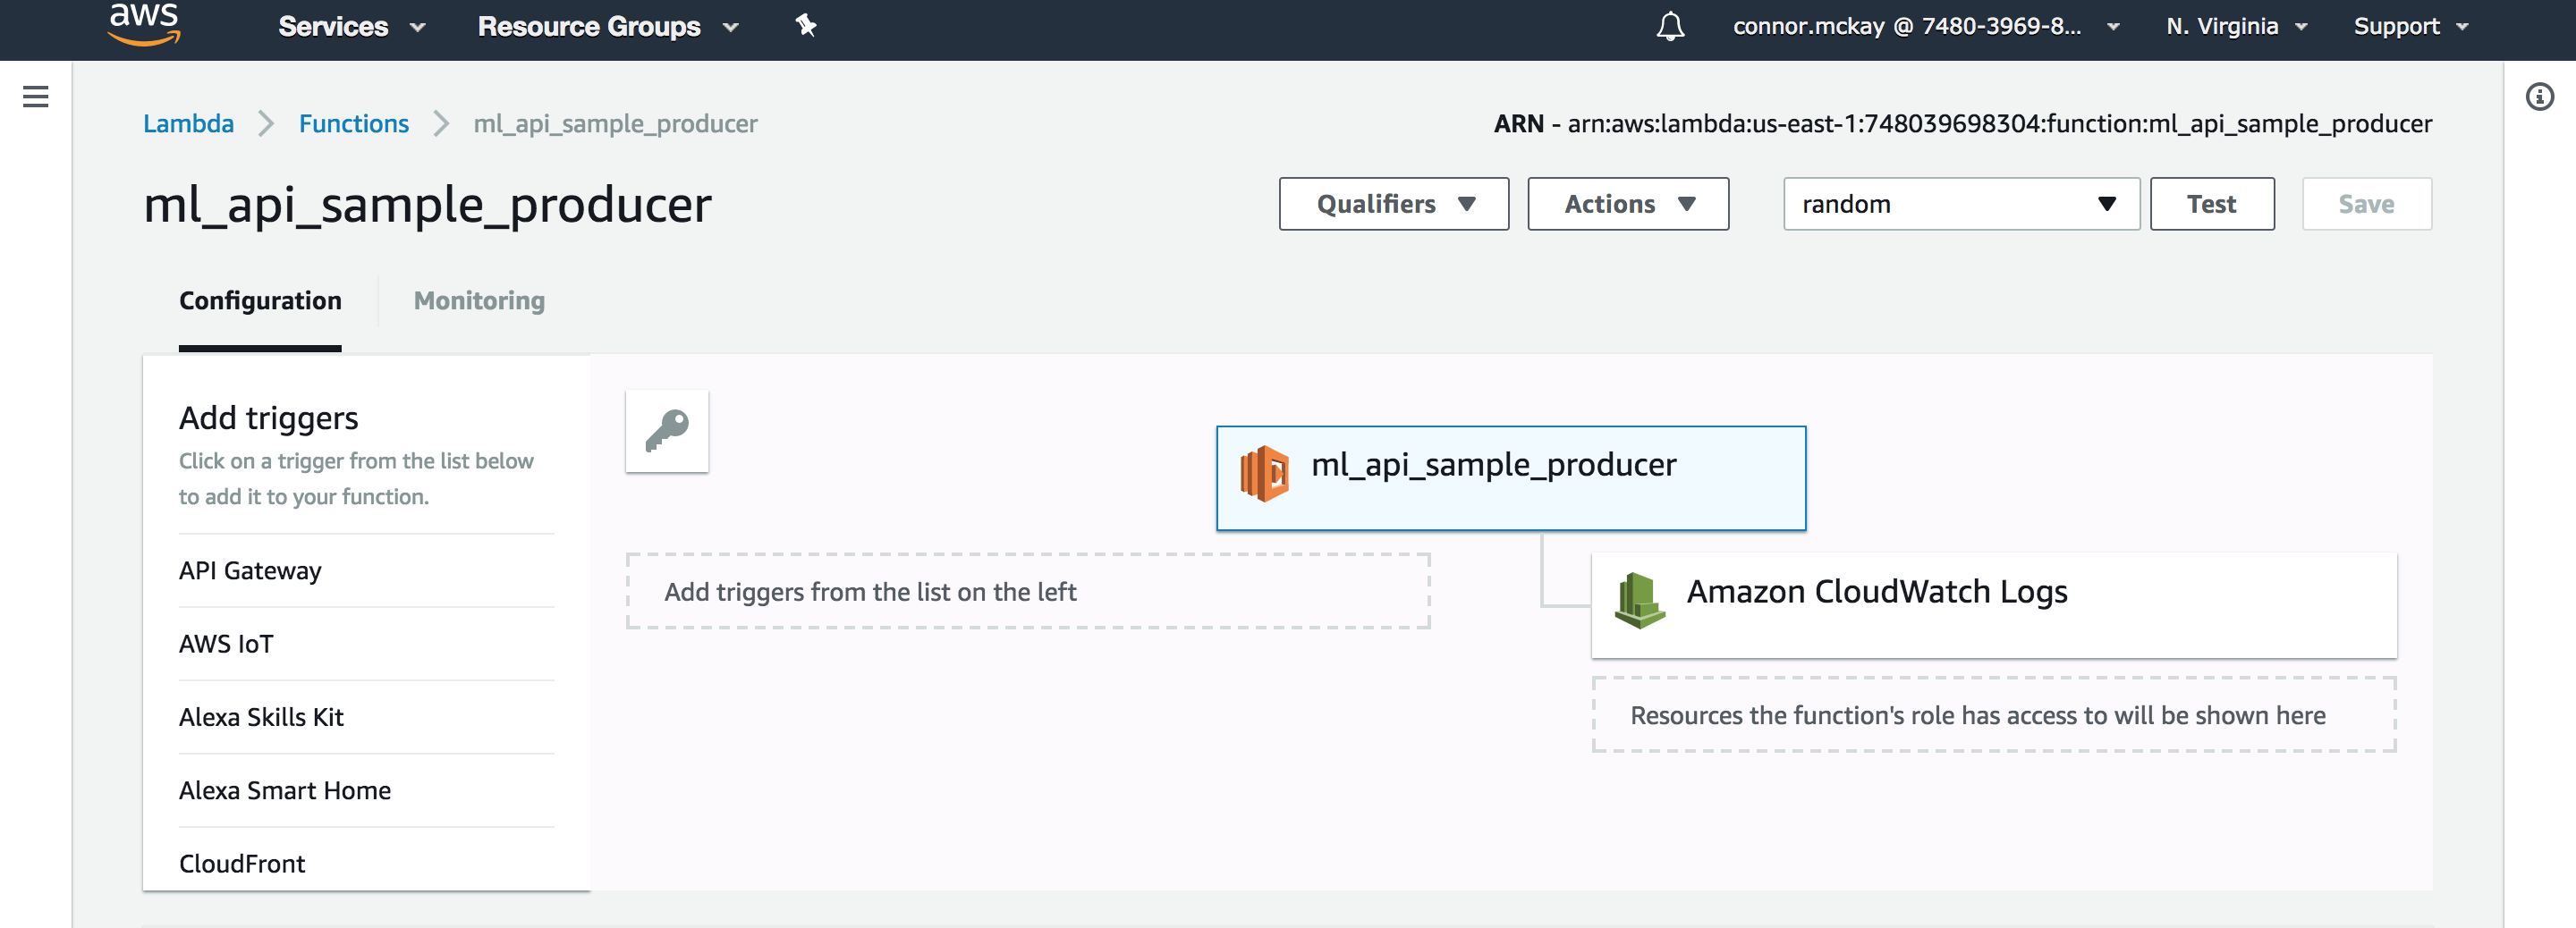 aws Services Resource Groups connor.mckay @ 7480-3969-8... N. Virginia Support
Lambda Functions ml_api_sample_producer ARN - arn:aws:lambda:us-east-1:748039698304:function:ml_api_sample_producer
ml_api_sample_producer Qualifiers Actions random Test Save
Configuration Monitoring
Add triggers
Click on a trigger from the list below
to add it to your function.
API Gateway
AWS IoT
Alexa Skills Kit
Alexa Smart Home
CloudFront
ml_api_sample_producer
Add triggers from the list on the left
Amazon CloudWatch Logs
Resources the function's role has access to will be shown here